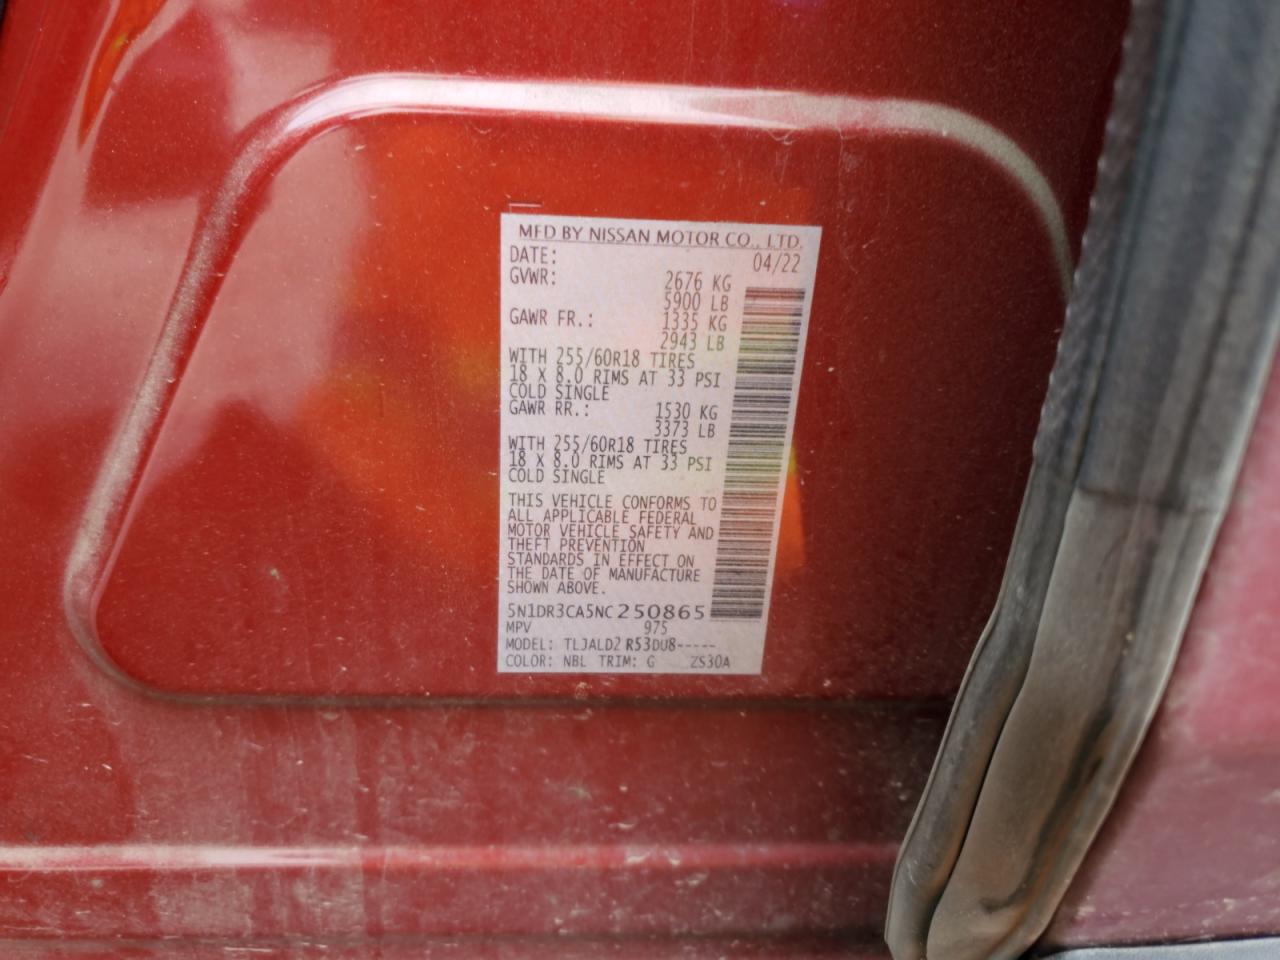 MFD BY NISSAN MOTOR CO., LTD.
DATE: 04/22
GVWR: 2676 KG
5900 LB
GAWR FR.: 1335 KG
2943 LB
WITH 255/60R18 TIRES
18 X 8.0 RIMS AT 33 PSI
COLD SINGLE
GAWR RR.: 1530 KG
3373 LB
WITH 255/60R18 TIRES
18 X 8.0 RIMS AT 33 PSI
COLD SINGLE
THIS VEHICLE CONFORMS TO
ALL APPLICABLE FEDERAL
MOTOR VEHICLE SAFETY AND
THEFT PREVENTION
STANDARDS IN EFFECT ON
THE DATE OF MANUFACTURE
SHOWN ABOVE.
5N1DR3CA5NC250865
MPV 975
MODEL: TLJALD2 R53DU8-----
COLOR: NBL TRIM: G ZS30A